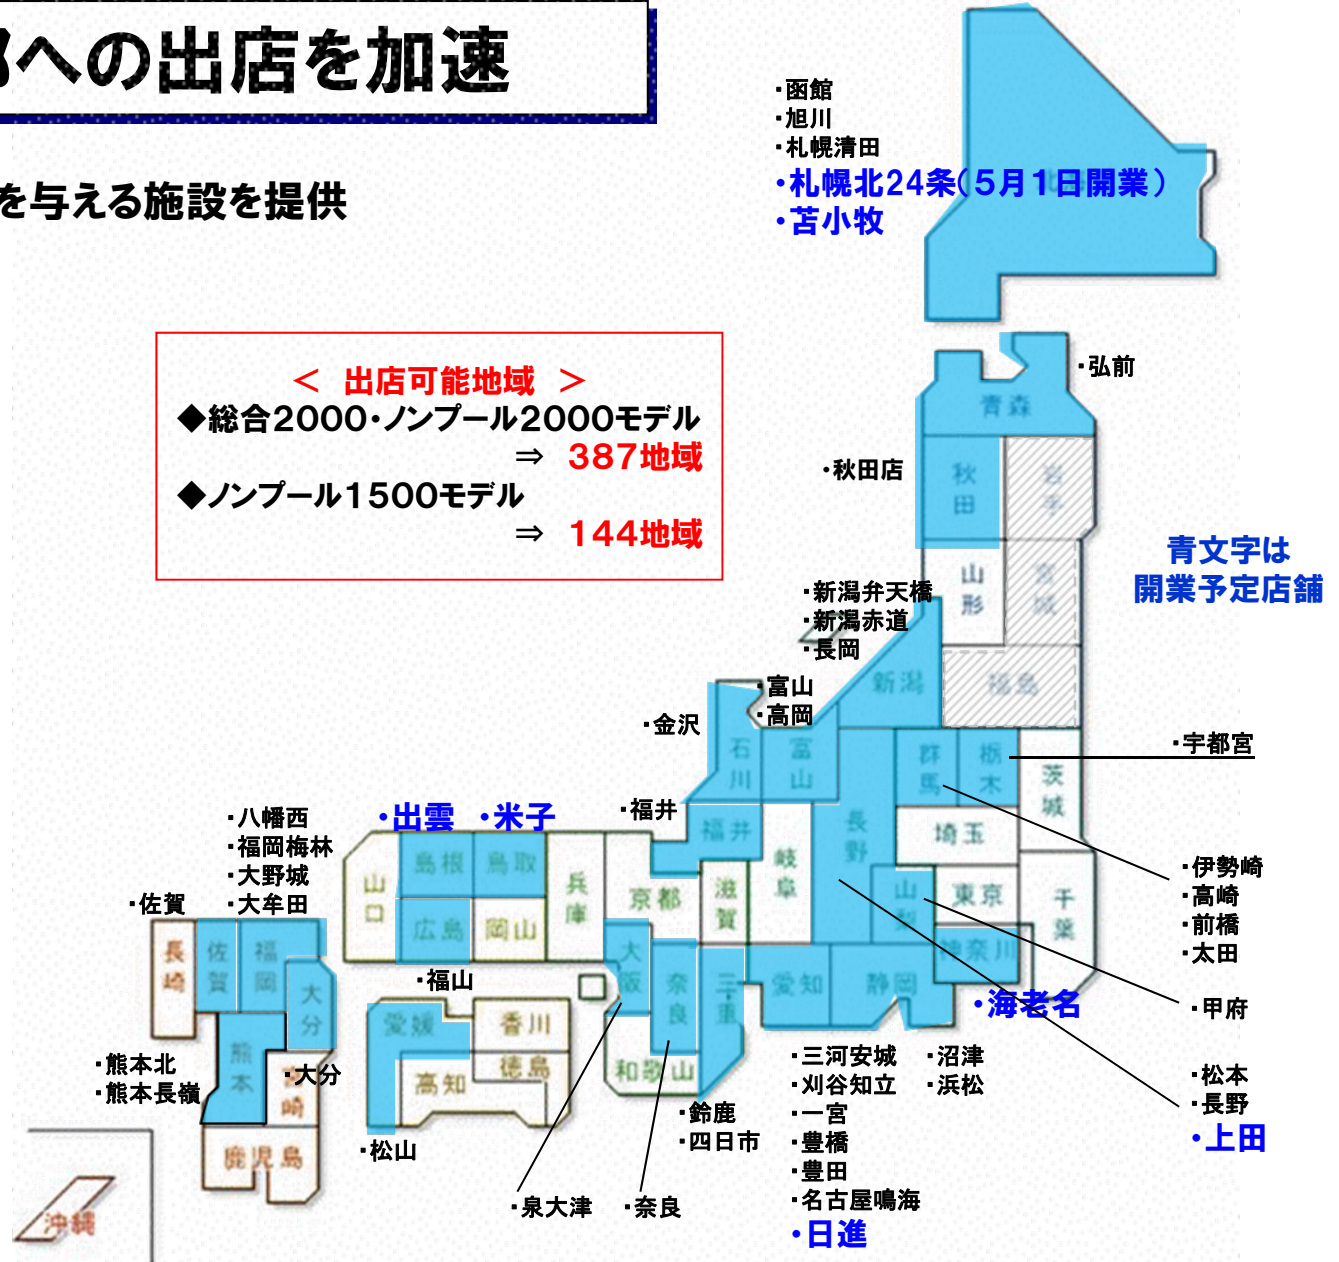 への出店を加速
を与える施設を提供
・函館
・旭川
・札幌清田
・札幌北24条(5月1日開業)
・苫小牧
＜ 出店可能地域 ＞
◆総合2000・ノンプール2000モデル
⇒ 387地域
◆ノンプール1500モデル
⇒ 144地域
・弘前
青森
・秋田店
秋田
岩手
青文字は
開業予定店舗
山形
宮城
・新潟弁天橋
・新潟赤道
・長岡
新潟
福島
・富山
・高岡
・金沢
石川
富山
群馬
栃木
・宇都宮
茨城
・福井
福井
長野
埼玉
岐阜
山梨
東京
千葉
神奈川
・伊勢崎
・高崎
・前橋
・太田
・甲府
・松本
・長野
・上田
・出雲
・米子
島根
鳥取
山口
広島
岡山
兵庫
京都
滋賀
・福山
・八幡西
・福岡梅林
・大野城
・大牟田
・佐賀
長崎
佐賀
福岡
大分
大阪
奈良
三重
愛知
静岡
・海老名
愛媛
香川
徳島
高知
和歌山
熊本
・熊本北
・熊本長嶺
・大分
宮崎
鹿児島
・松山
・鈴鹿
・四日市
・三河安城
・刈谷知立
・一宮
・豊橋
・豊田
・名古屋鳴海
・日進
・沼津
・浜松
・泉大津
・奈良
沖縄